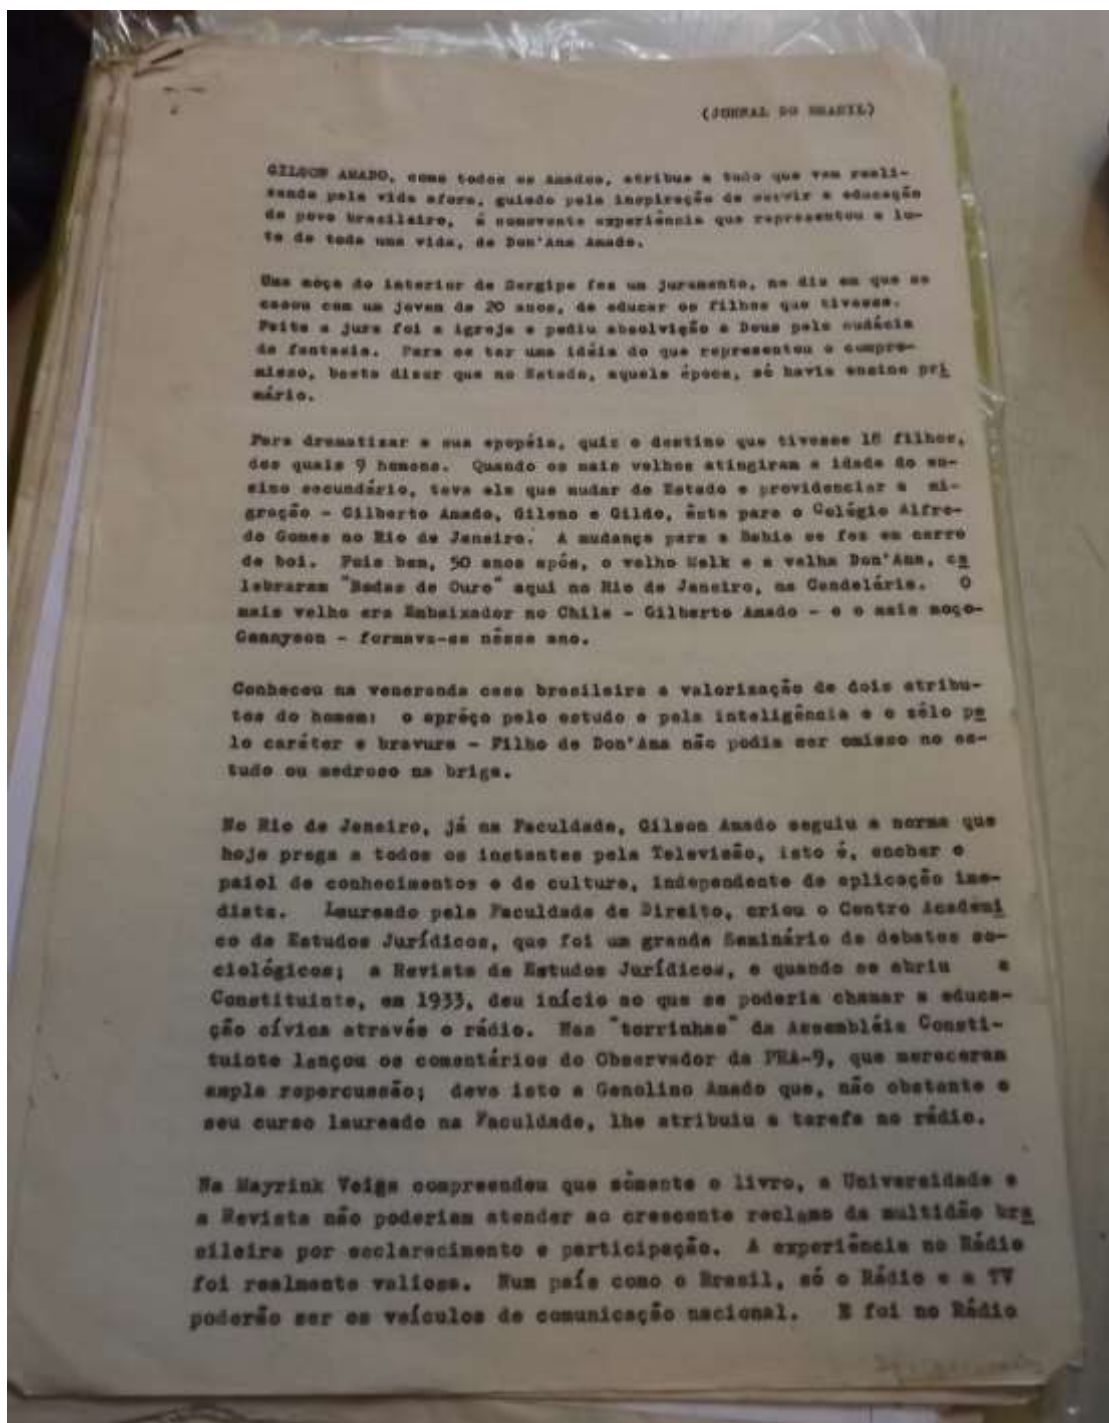 (JORNAL DO BRASIL)
GILSON AMADO, como todos os Amados, atribue a tudo que vem reali-
sando pela vida afora, guiado pela inspiração de servir a educação
do povo brasileiro, é comovente experiência que representou a lu-
ta de toda uma vida, de Don'Ana Amado.
Uma môça do interior de Sergipe fes um juramento, no dia em que se
casou com um jovem de 20 anos, de educar os filhos que tivesse.
Feito a jura foi a igreja e pediu absolvição a Deus pela audácia
da fantasia. Para se ter uma idéia do que representou o compro-
misso, basta dizer que no Estado, aquela época, só havia ensino pri
mário.
Para dramatizar a sua epopéia, quiz o destino que tivesse 18 filhos,
dos quais 9 homens. Quando os mais velhos atingiram a idade do en-
sino secundário, teve ela que mudar de Estado e providenciar a mi-
gração - Gilberto Amado, Gileno e Gildo, êste para o Colégio Alfre-
do Gomes no Rio de Janeiro. A mudança para a Bahia se fez em carro
de boi. Pois bem, 50 anos após, o velho Melk e a velha Don'Ana, ce
lebraram "Bodas de Ouro" aqui no Rio de Janeiro, na Candelária. O
mais velho era Embaixador no Chile - Gilberto Amado - e o mais moço-
Gennyson - formava-se nêsse ano.
Conheceu na veneranda casa brasileira a valorização de dois atribu-
tos do homem: o aprêço pelo estudo e pela inteligência e o zêlo pe
lo caráter e bravura - Filho de Don'Ana não podia ser omisso no es-
tudo ou medroso na briga.
No Rio de Janeiro, já na Faculdade, Gilson Amado seguiu a norma que
hoje prega a todos os instantes pela Televisão, isto é, encher o
paiol de conhecimentos e de cultura, independente de aplicação ime-
diata. Laureado pela Faculdade de Direito, criou o Centro Academi
co de Estudos Jurídicos, que foi um grande Seminário de debates so-
ciológicos; a Revista de Estudos Jurídicos, e quando se abriu a
Constituinte, em 1933, deu início ao que se poderia chamar a educa-
ção cívica através o rádio. Nas "torrinhas" da Assembléia Consti-
tuinte lançou os comentários do Observador da PRA-9, que mereceram
ampla repercussão; deve isto a Genolino Amado que, não obstante o
seu curso laureado na Faculdade, lhe atribuiu a tarefa no rádio.
Na Mayrink Veiga compreendeu que sòmente o livro, a Universidade e
a Revista não poderiam atender ao crescente reclamo da multidão bra
sileira por esclarecimento e participação. A experiência no Rádio
foi realmente valiosa. Num país como o Brasil, só o Rádio e a TV
poderão ser os veículos de comunicação nacional. E foi no Rádio